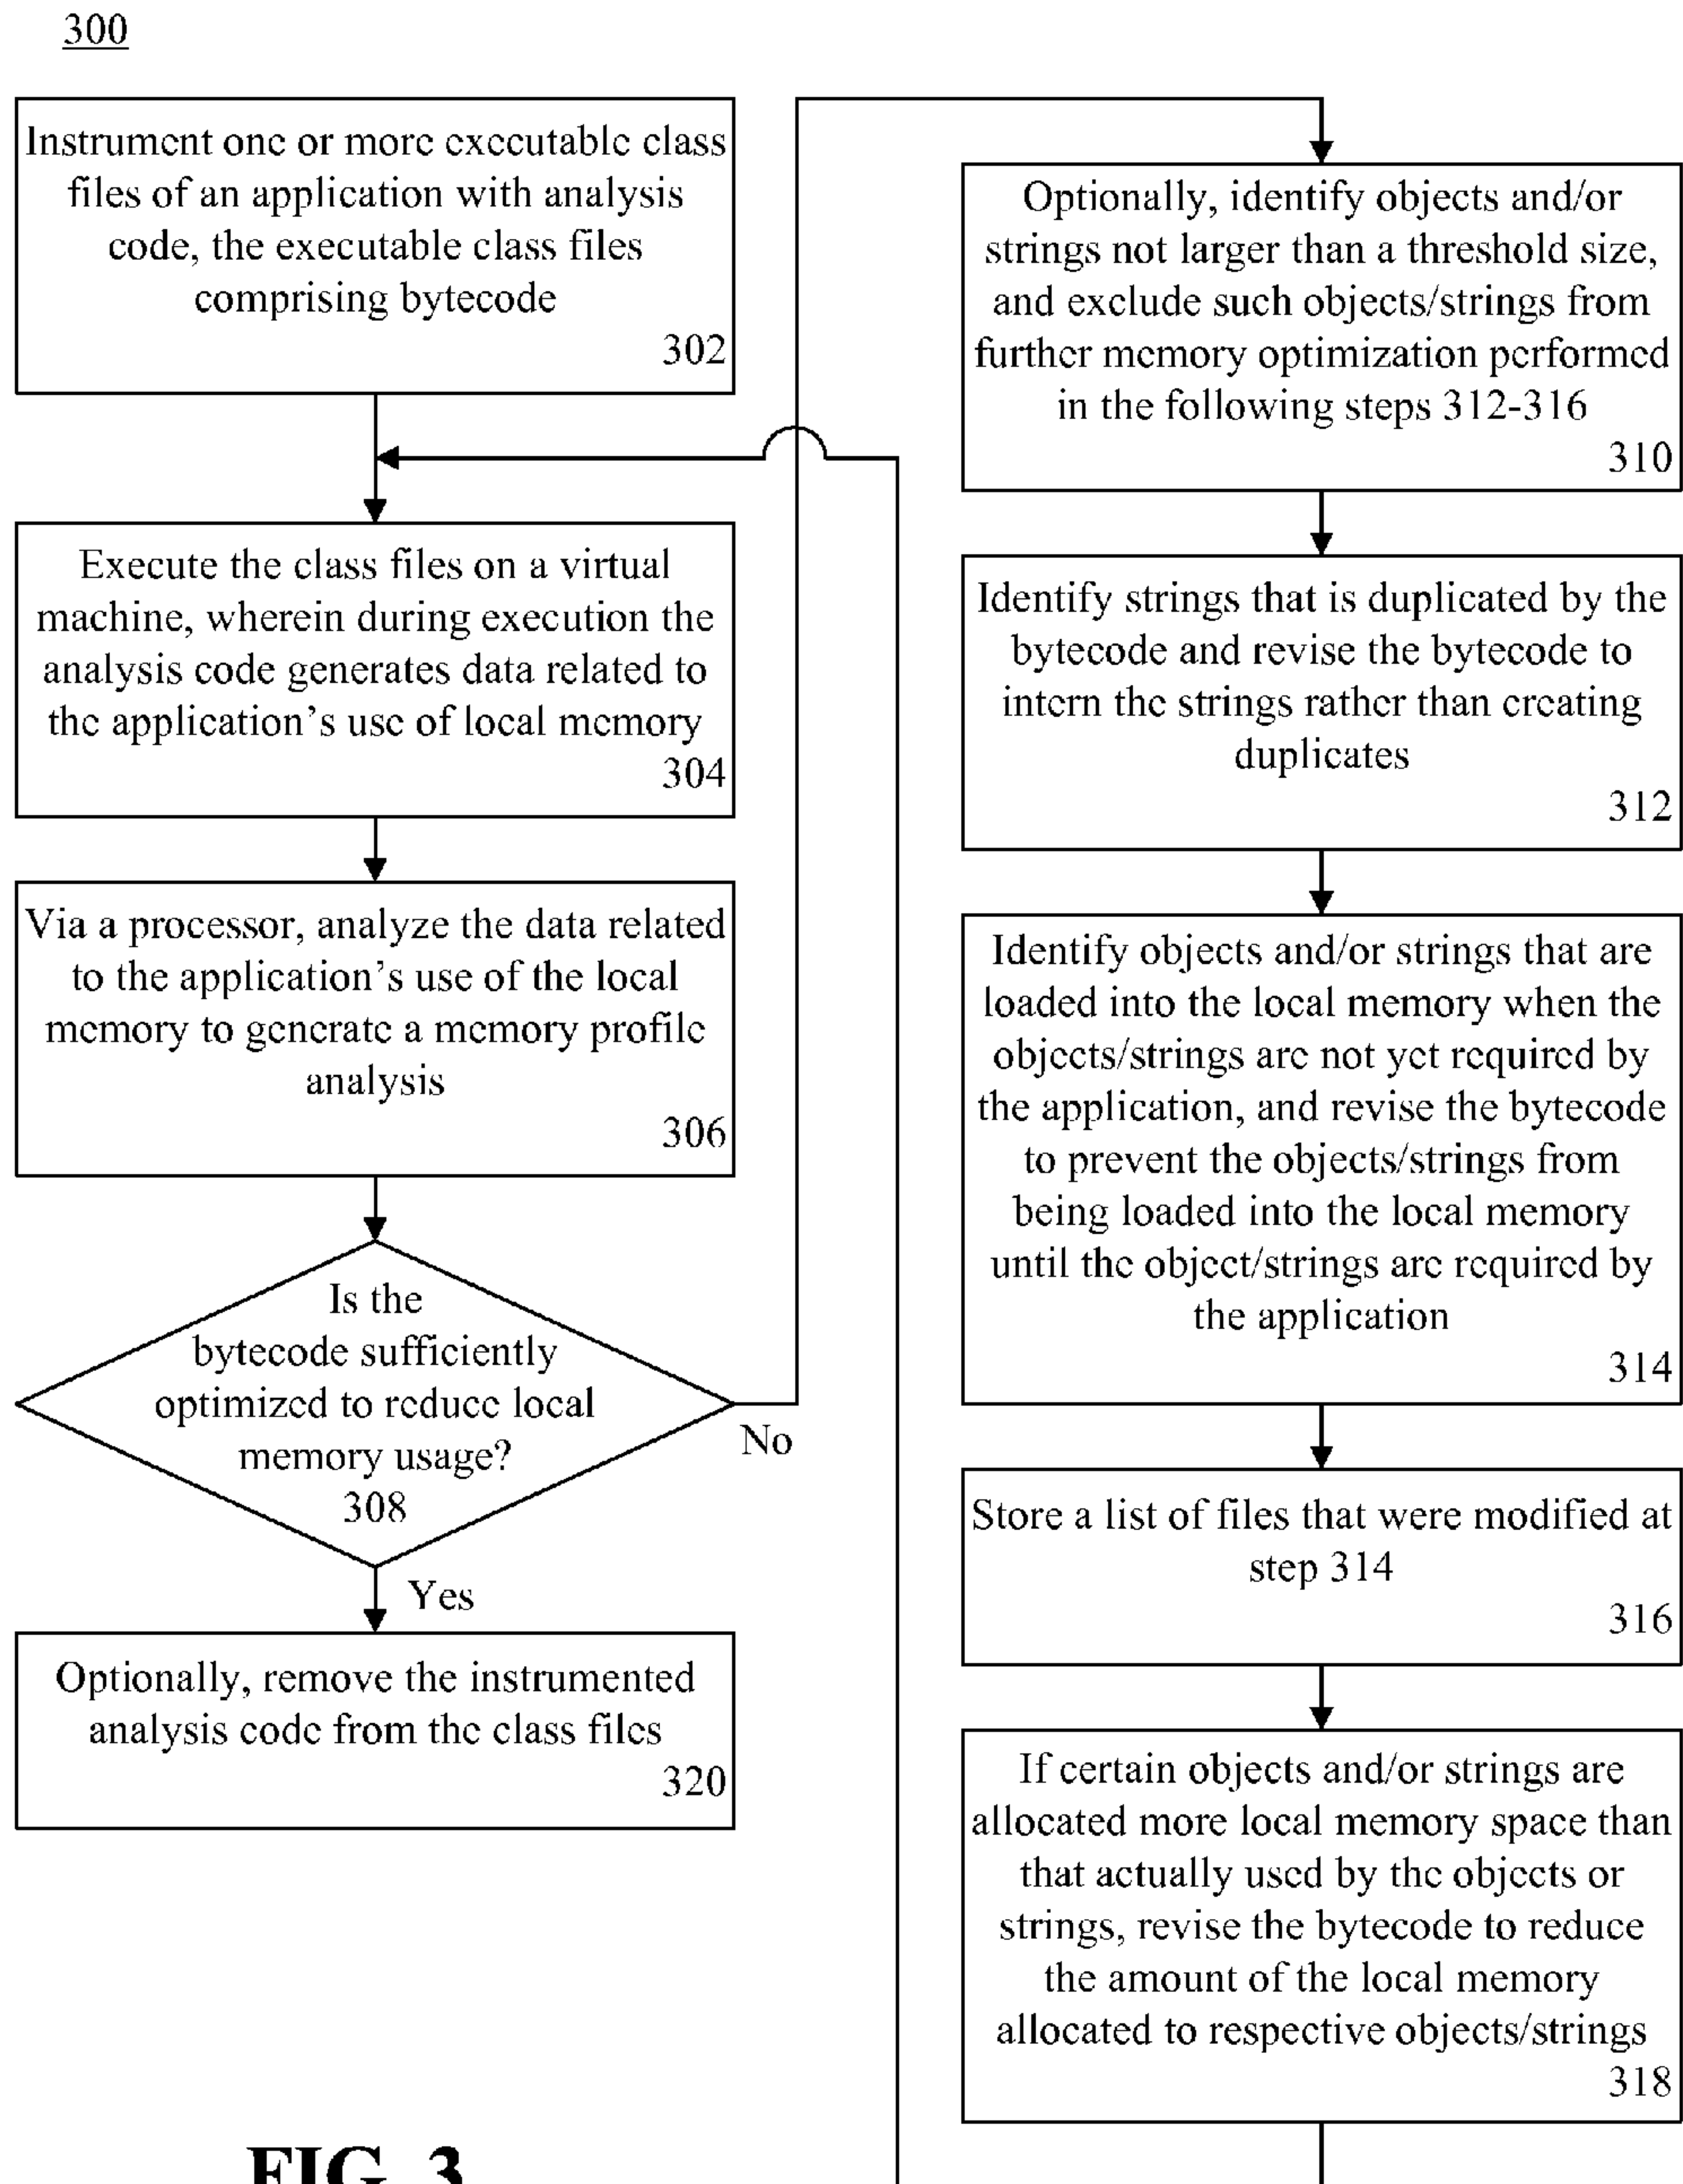 300
Instrument one or more executable class
files of an application with analysis
code, the executable class files
comprising bytecode
302
Execute the class files on a virtual
machine, wherein during execution the
analysis code generates data related to
the application’s use of local memory
304
Via a processor, analyze the data related
to the application’s use of the local
memory to generate a memory profile
analysis
306
Is the
bytecode sufficiently
optimized to reduce local
memory usage?
308
No
Yes
Optionally, remove the instrumented
analysis code from the class files
320
Optionally, identify objects and/or
strings not larger than a threshold size,
and exclude such objects/strings from
further memory optimization performed
in the following steps 312-316
310
Identify strings that is duplicated by the
bytecode and revise the bytecode to
intern the strings rather than creating
duplicates
312
Identify objects and/or strings that are
loaded into the local memory when the
objects/strings are not yet required by
the application, and revise the bytecode
to prevent the objects/strings from
being loaded into the local memory
until the object/strings are required by
the application
314
Store a list of files that were modified at
step 314
316
If certain objects and/or strings are
allocated more local memory space than
that actually used by the objects or
strings, revise the bytecode to reduce
the amount of the local memory
allocated to respective objects/strings
318
FIG. 3